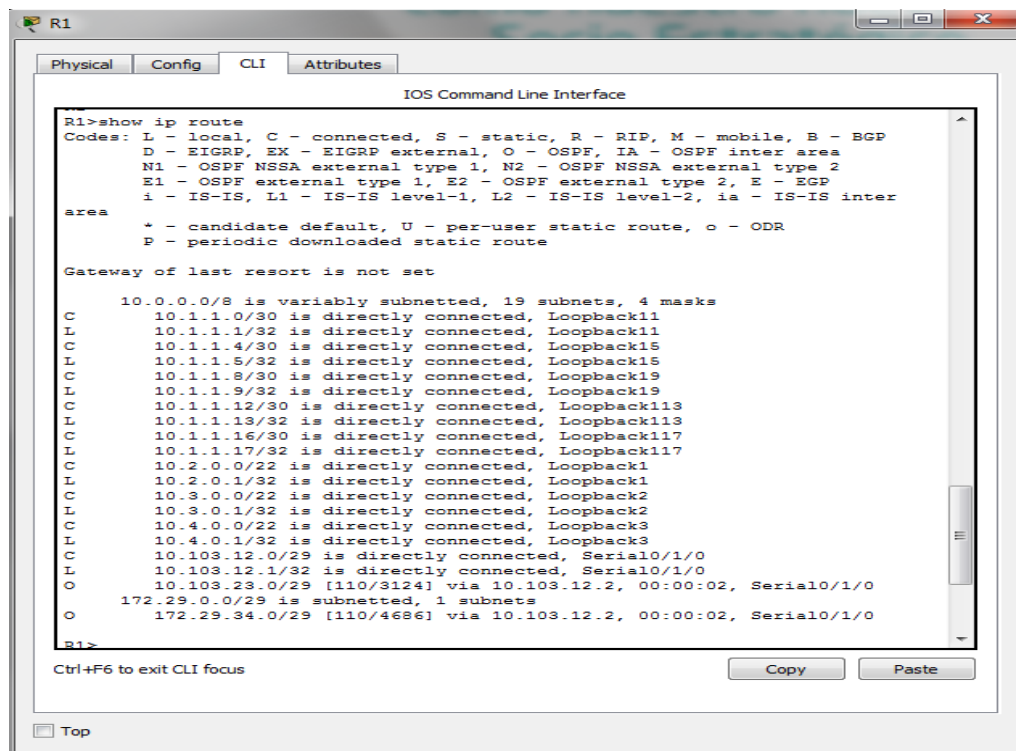 R1
Physical Config CLI Attributes
IOS Command Line Interface
R1>show ip route
Codes: L - local, C - connected, S - static, R - RIP, M - mobile, B - BGP
D - EIGRP, EX - EIGRP external, O - OSPF, IA - OSPF inter area
N1 - OSPF NSSA external type 1, N2 - OSPF NSSA external type 2
E1 - OSPF external type 1, E2 - OSPF external type 2, E - EGP
i - IS-IS, L1 - IS-IS level-1, L2 - IS-IS level-2, ia - IS-IS inter
area
* - candidate default, U - per-user static route, o - ODR
P - periodic downloaded static route
Gateway of last resort is not set
10.0.0.0/8 is variably subnetted, 19 subnets, 4 masks
C 10.1.1.0/30 is directly connected, Loopback11
L 10.1.1.1/32 is directly connected, Loopback11
C 10.1.1.4/30 is directly connected, Loopback15
L 10.1.1.5/32 is directly connected, Loopback15
C 10.1.1.8/30 is directly connected, Loopback19
L 10.1.1.9/32 is directly connected, Loopback19
C 10.1.1.12/30 is directly connected, Loopback113
L 10.1.1.13/32 is directly connected, Loopback113
C 10.1.1.16/30 is directly connected, Loopback117
L 10.1.1.17/32 is directly connected, Loopback117
C 10.2.0.0/22 is directly connected, Loopback1
L 10.2.0.1/32 is directly connected, Loopback1
C 10.3.0.0/22 is directly connected, Loopback2
L 10.3.0.1/32 is directly connected, Loopback2
C 10.4.0.0/22 is directly connected, Loopback3
L 10.4.0.1/32 is directly connected, Loopback3
C 10.103.12.0/29 is directly connected, Serial0/1/0
L 10.103.12.1/32 is directly connected, Serial0/1/0
O 10.103.23.0/29 [110/3124] via 10.103.12.2, 00:00:02, Serial0/1/0
172.29.0.0/29 is subnetted, 1 subnets
O 172.29.34.0/29 [110/4686] via 10.103.12.2, 00:00:02, Serial0/1/0
R1>
Ctrl+F6 to exit CLI focus
Copy Paste
Top